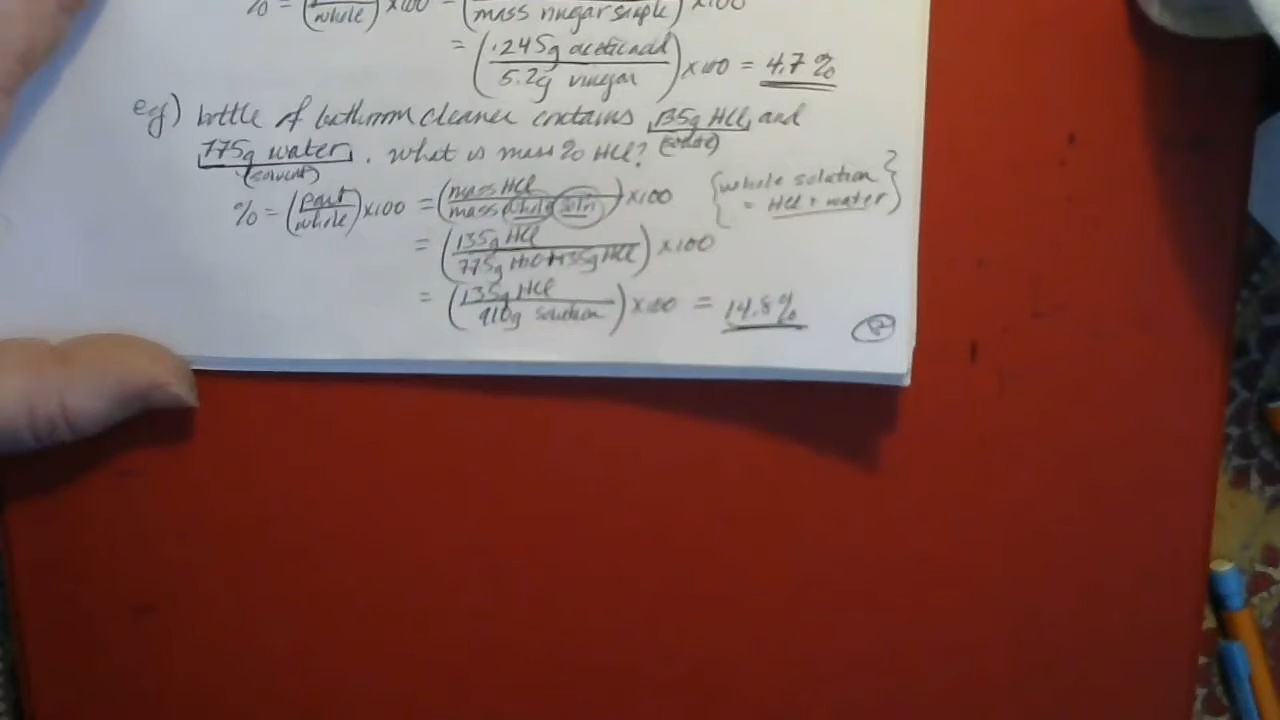 % = (/whole) x100 = (/mass vinegar sample) x100
= (.245g acetic acid/5.2g vinegar) x100 = 4.7%
eg) bottle of bathroom cleaner contains 135g HCl and
(solute)
775g water. What is mass % HCl?
(solvent)
% = (part/whole) x100 = (mass HCl/mass whole soln) x100 {whole solution = HCl + water}
= (135g HCl/775g H2O + 135g HCl) x100
= (135g HCl/910g solution) x100 = 14.8%